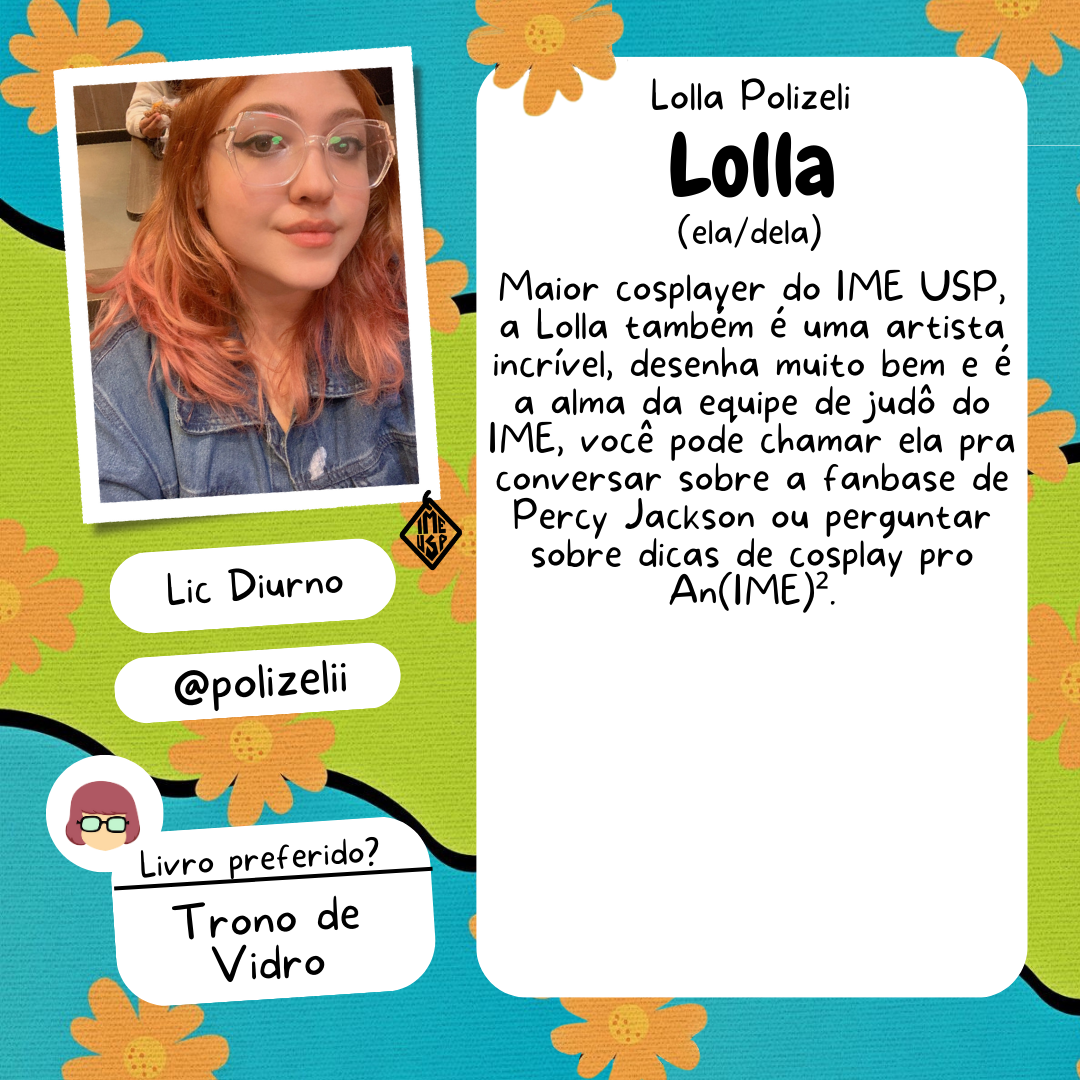 Lolla Polizeli
Lolla
(ela/dela)
Maior cosplayer do IME USP,
a Lolla também é uma artista
incrível, desenha muito bem e é
a alma da equipe de judô do
IME, você pode chamar ela pra
conversar sobre a fanbase de
Percy Jackson ou perguntar
sobre dicas de cosplay pro
An(IME)².
IME
USP
Lic Diurno
@polizelii
Livro preferido?
Trono de
Vidro